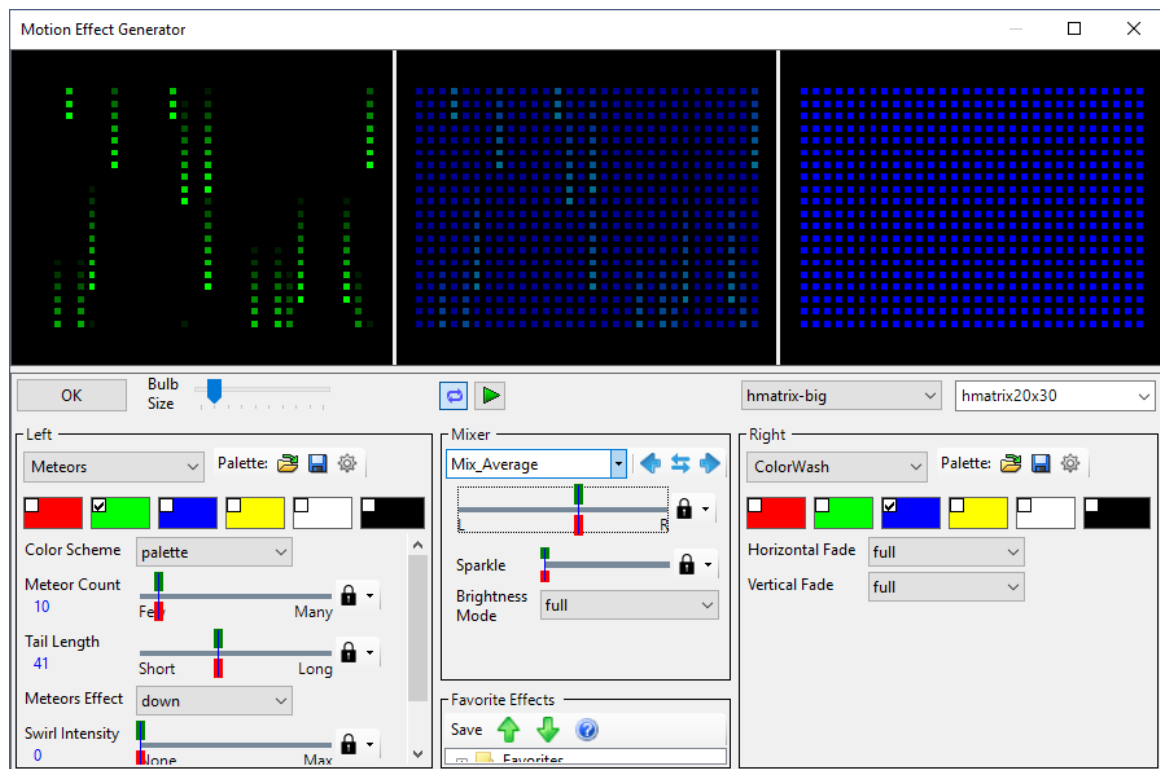 Motion Effect Generator
OK
Bulb
Size
hmatrix-big
hmatrix20x30
Left
Meteors
Palette:
Color Scheme
palette
Meteor Count
10
Few
Many
Tail Length
41
Short
Long
Meteors Effect
down
Swirl Intensity
0
None
Max
Mixer
Mix_Average
L
R
Sparkle
Brightness
Mode
full
Favorite Effects
Save
Favorites
Right
ColorWash
Palette:
Horizontal Fade
full
Vertical Fade
full